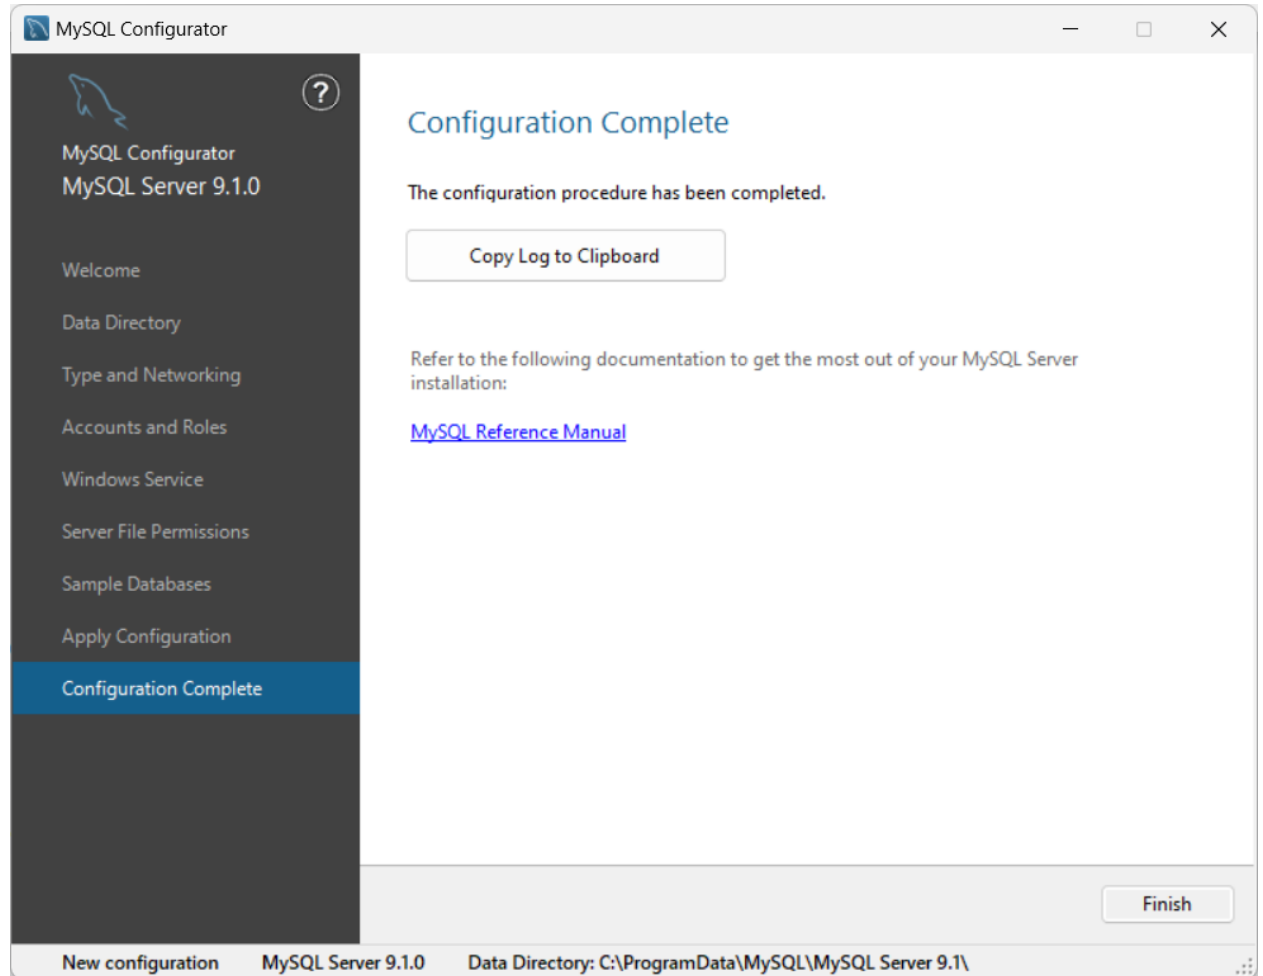 MySQL Configurator
?
MySQL Configurator
MySQL Server 9.1.0
Welcome
Data Directory
Type and Networking
Accounts and Roles
Windows Service
Server File Permissions
Sample Databases
Apply Configuration
Configuration Complete
Configuration Complete
The configuration procedure has been completed.
Copy Log to Clipboard
Refer to the following documentation to get the most out of your MySQL Server
installation:
MySQL Reference Manual
Finish
New configuration MySQL Server 9.1.0 Data Directory: C:\ProgramData\MySQL\MySQL Server 9.1\